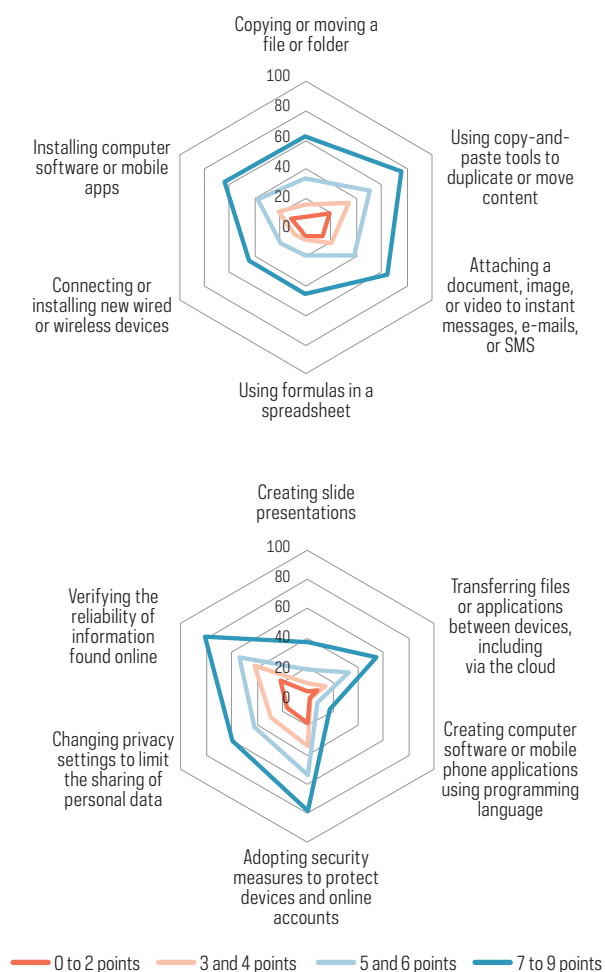 Copying or moving a
file or folder
100
80
60
40
20
0
Installing computer
software or mobile
apps
Using copy-and-
paste tools to
duplicate or move
content
Connecting or
installing new wired
or wireless devices
Attaching a
document, image,
or video to instant
messages, e-mails,
or SMS
Using formulas in a
spreadsheet
Creating slide
presentations
100
80
60
40
20
0
Verifying the
reliability of
information
found online
Transferring files
or applications
between devices,
including
via the cloud
Changing privacy
settings to limit
the sharing of
personal data
Creating computer
software or mobile
phone applications
using programming
language
Adopting security
measures to protect
devices and online
accounts
0 to 2 points
3 and 4 points
5 and 6 points
7 to 9 points